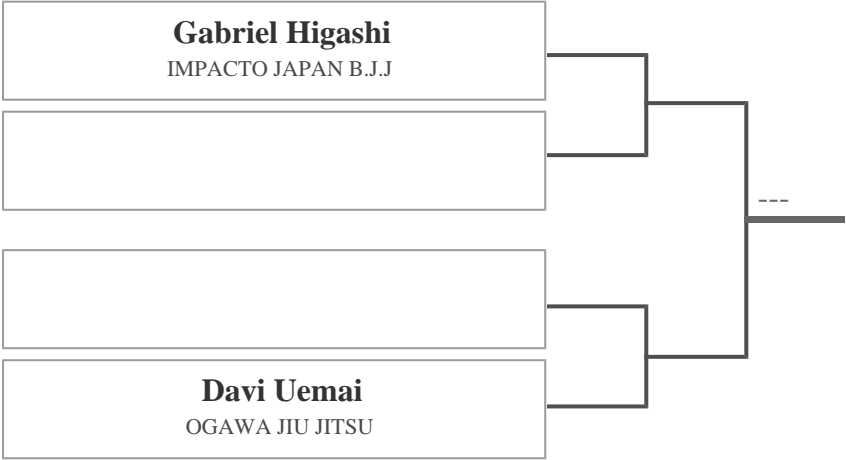 Gabriel Higashi
IMPACTO JAPAN B.J.J
---
Davi Uemai
OGAWA JIU JITSU